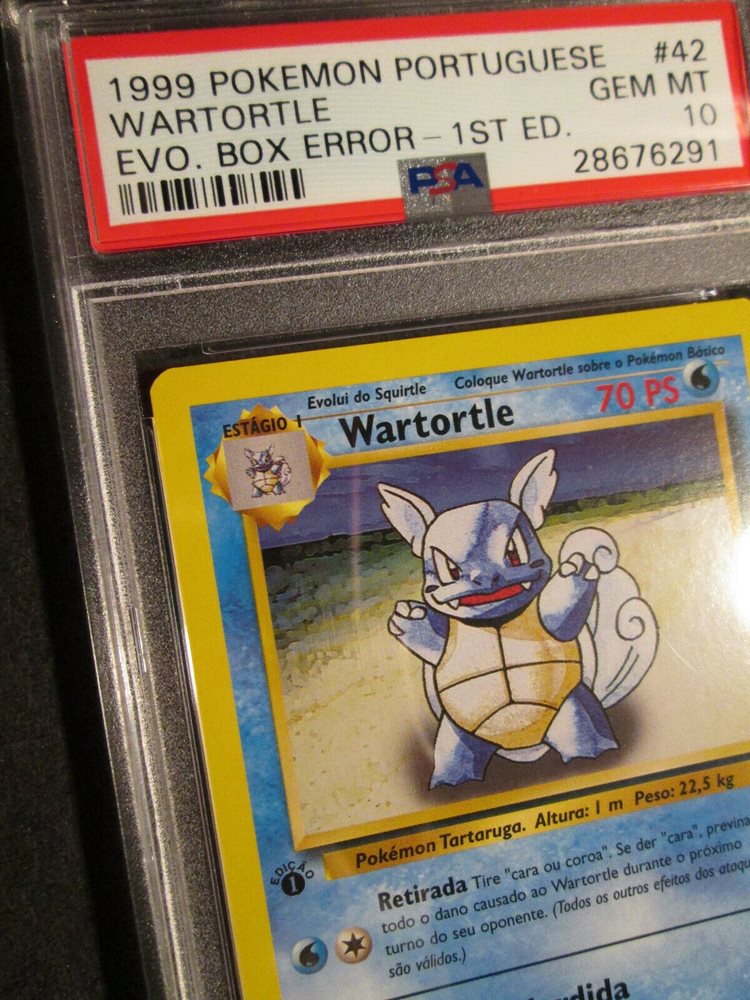 1999 POKEMON PORTUGUESE #42
WARTORTLE GEM MT
EVO. BOX ERROR – 1ST ED. 10
PSA 28676291
Evolui do Squirtle Coloque Wartortle sobre o Pokémon Básico
ESTÁGIO 1 Wartortle 70 PS
Pokémon Tartaruga. Altura: 1 m Peso: 22,5 kg
EDIÇÃO
1
Retirada Tire "cara ou coroa". Se der "cara", previna
todo o dano causado ao Wartortle durante o próximo
turno do seu oponente. (Todos os outros efeitos dos
são válidos.)